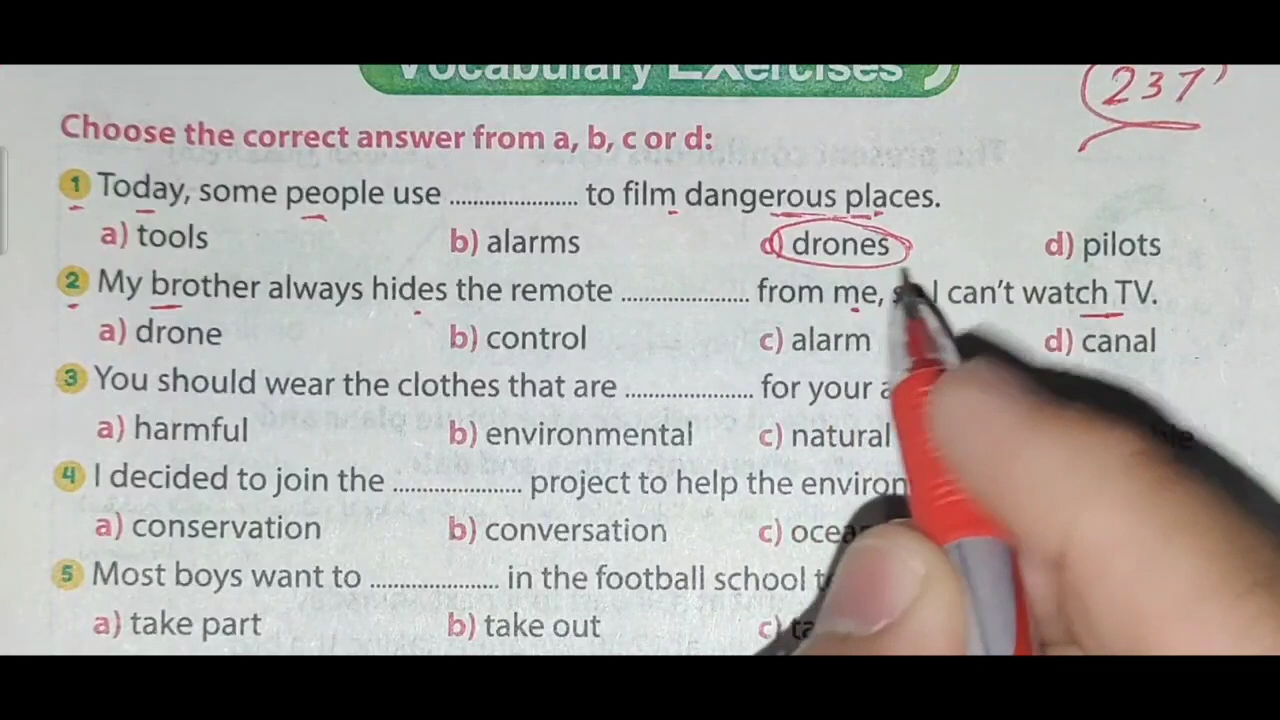 Vocabulary Exercises
237
Choose the correct answer from a, b, c or d:
1 Today, some people use ...................... to film dangerous places.
a) tools b) alarms c) drones d) pilots
2 My brother always hides the remote ...................... from me, I can't watch TV.
a) drone b) control c) alarm d) canal
3 You should wear the clothes that are ...................... for your
a) harmful b) environmental c) natural
4 I decided to join the ...................... project to help the
a) conservation b) conversation c)
5 Most boys want to ...................... in the football school
a) take part b) take out c)